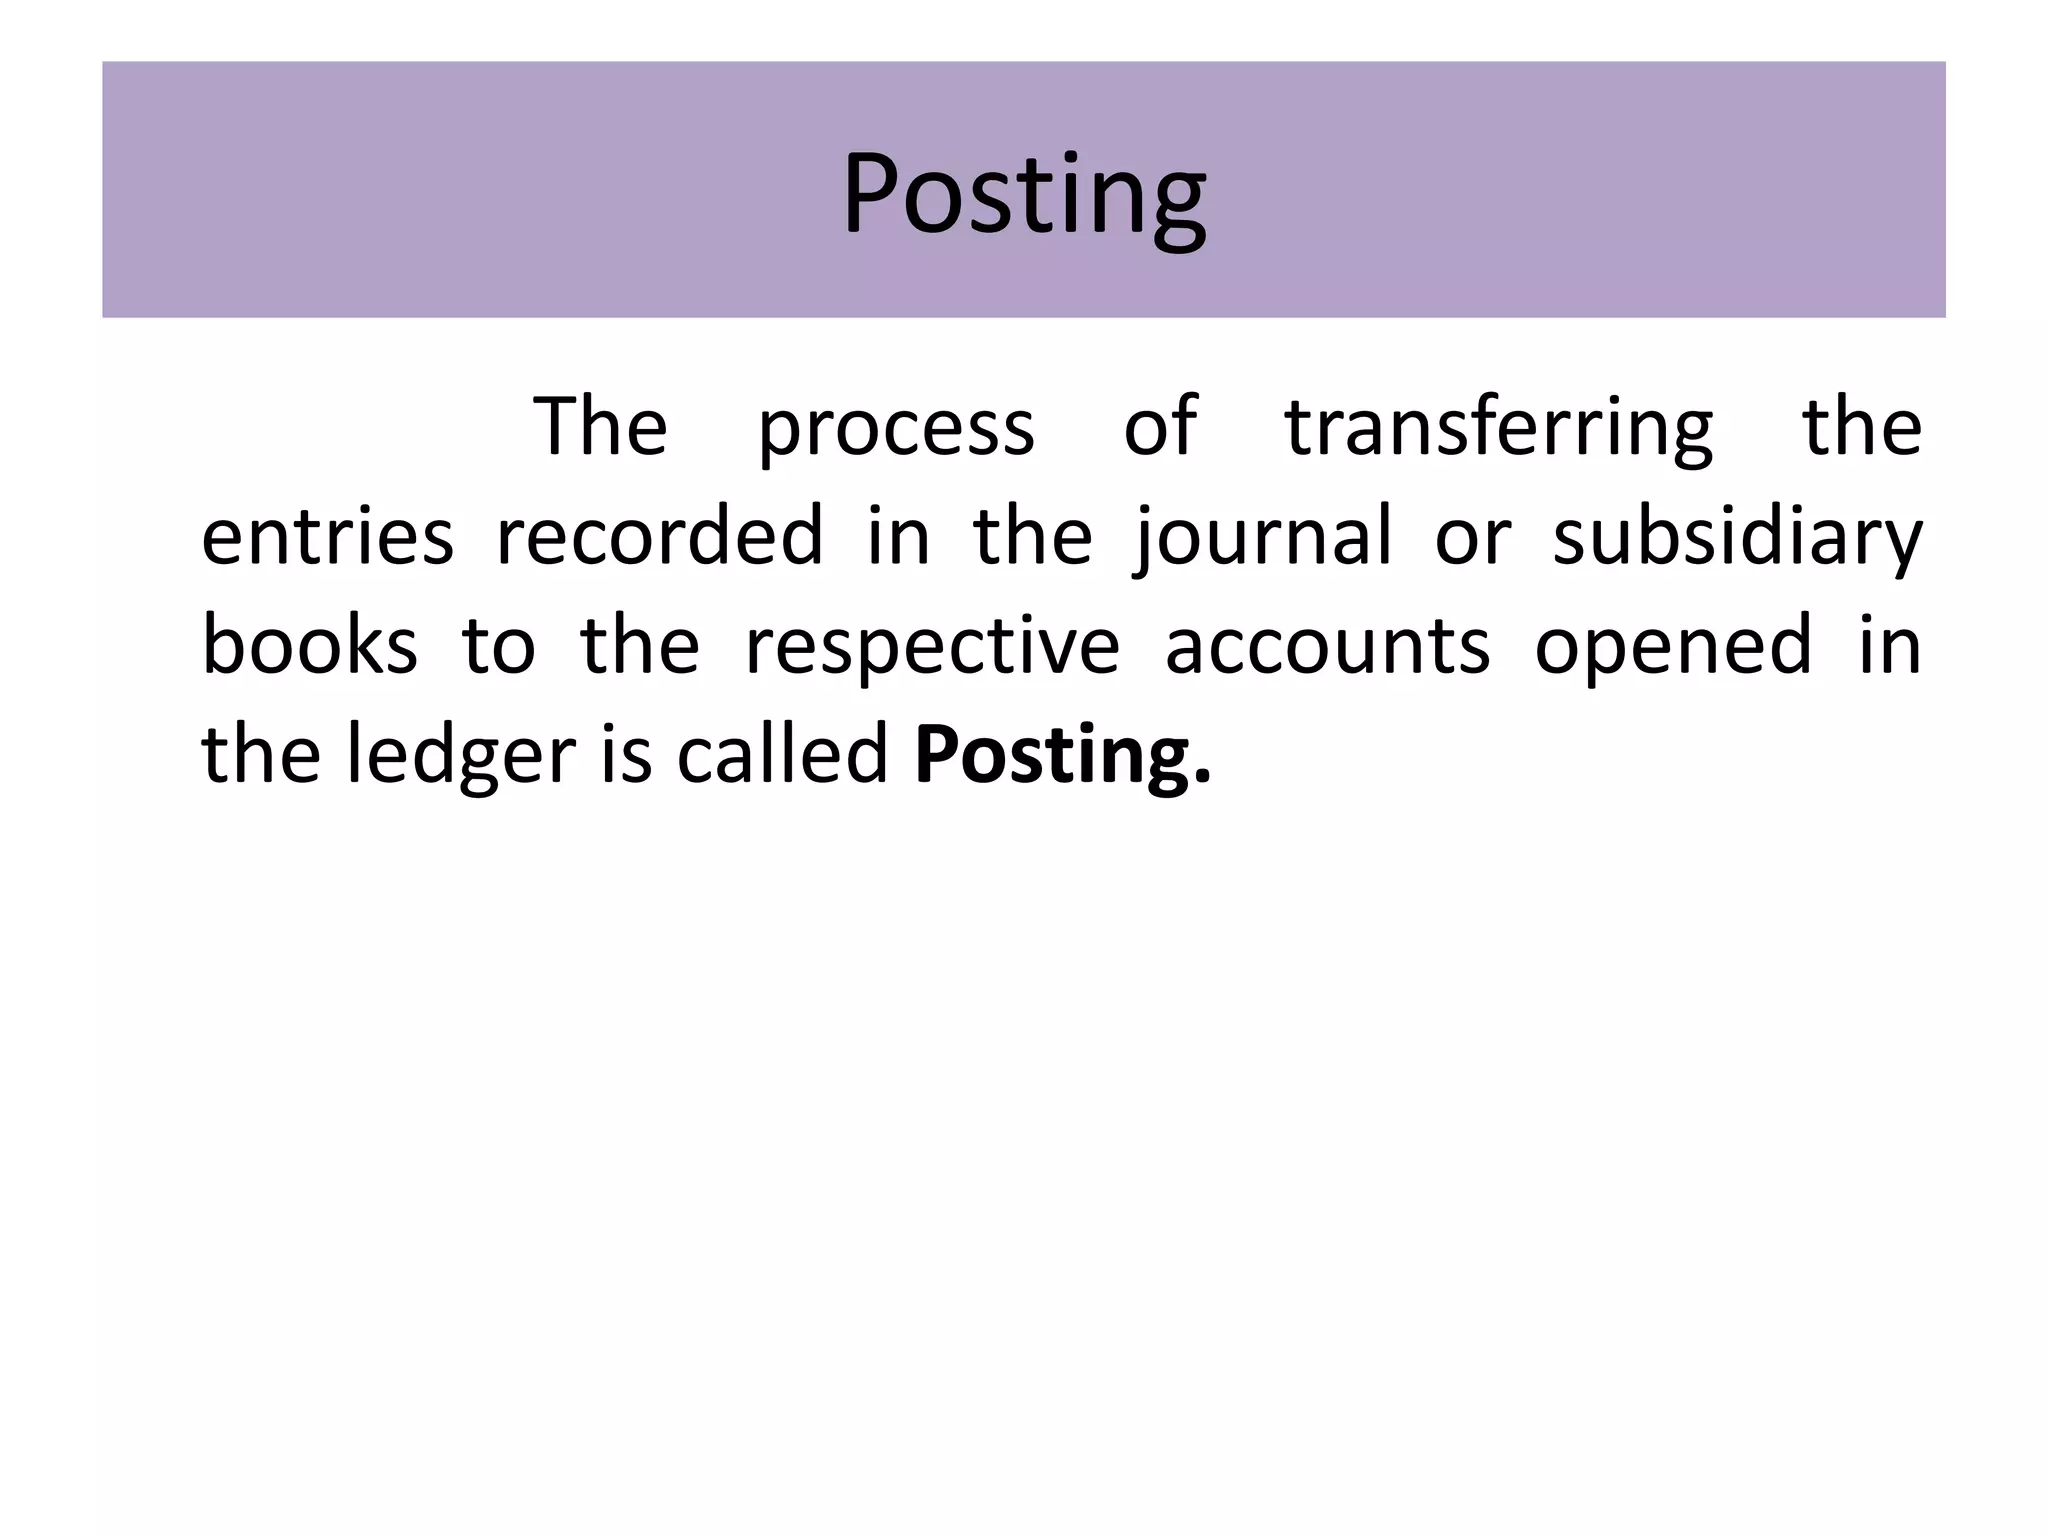 Posting
The process of transferring the
entries recorded in the journal or subsidiary
books to the respective accounts opened in
the ledger is called Posting.